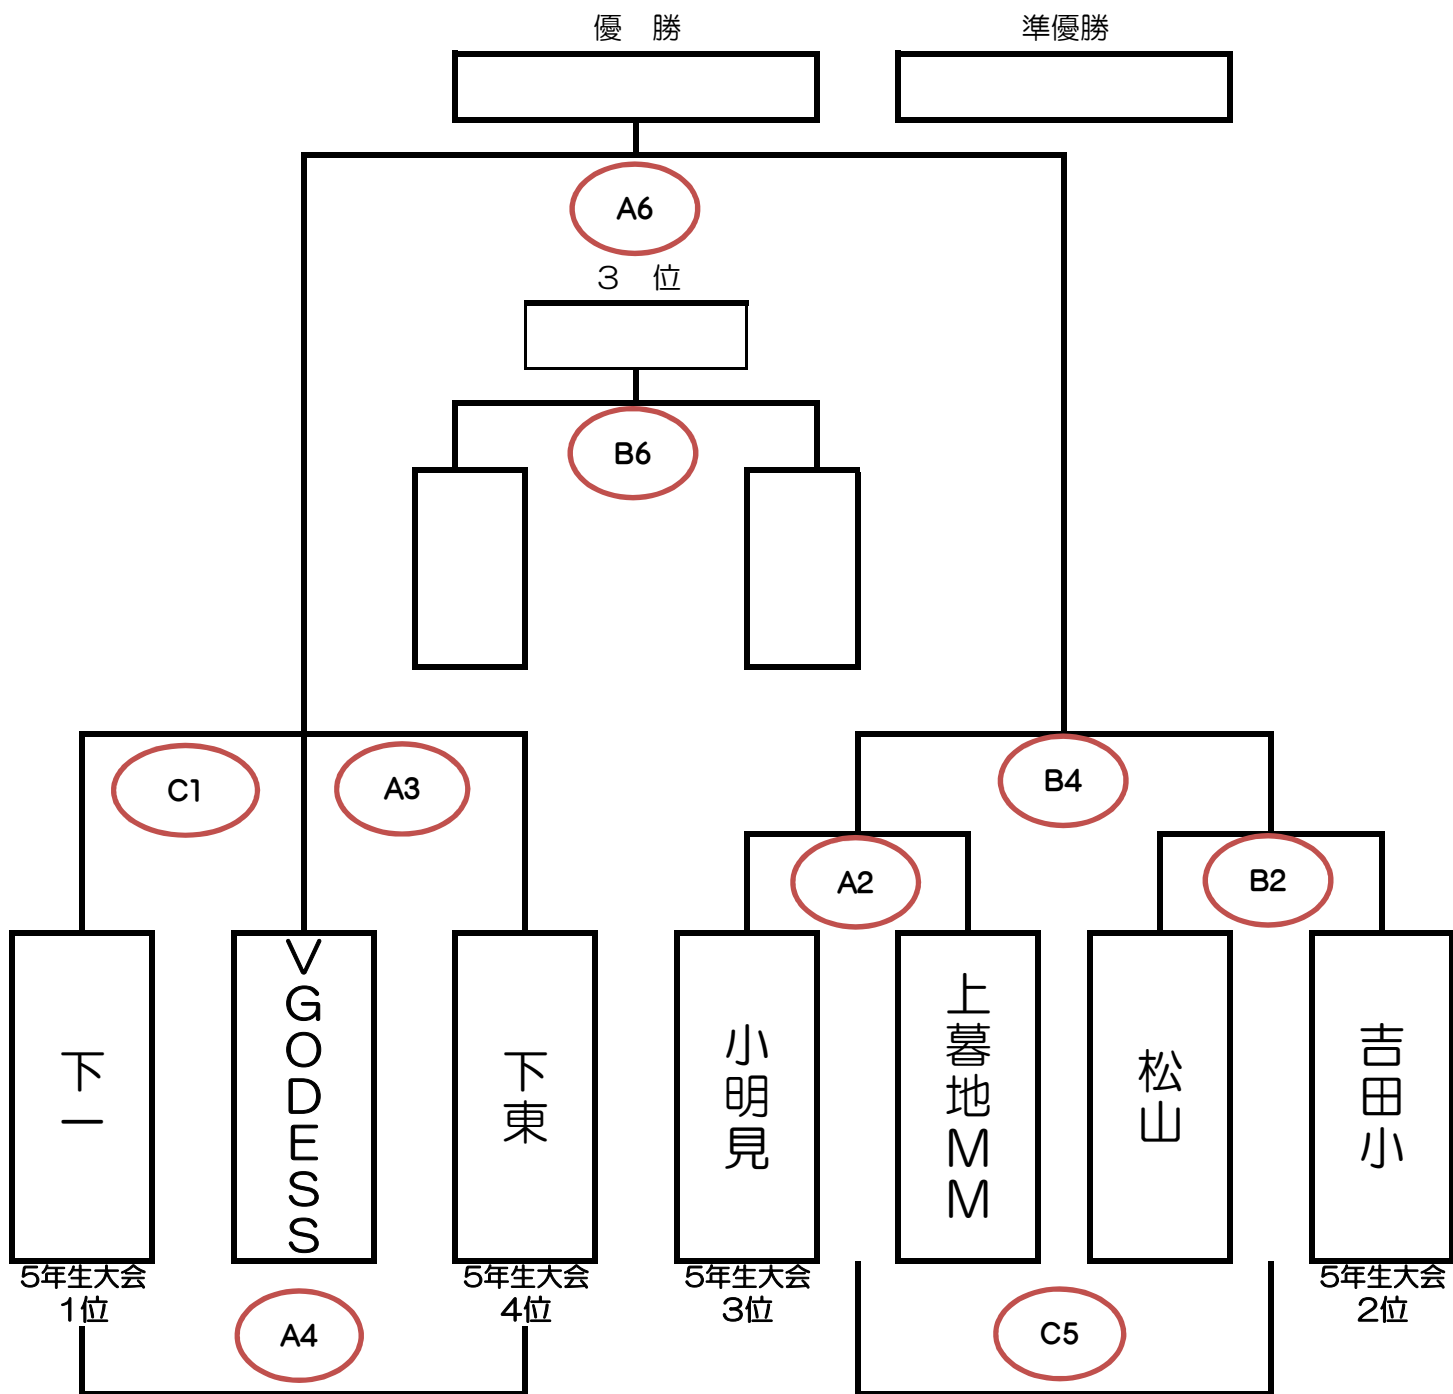 優　勝
準優勝
A6
３　位
B6
C1
A3
B4
A2
B2
下一
VGODESS
下東
小明見
上暮地MM
松山
吉田小
5年生大会
1位
5年生大会
4位
5年生大会
3位
5年生大会
2位
A4
C5